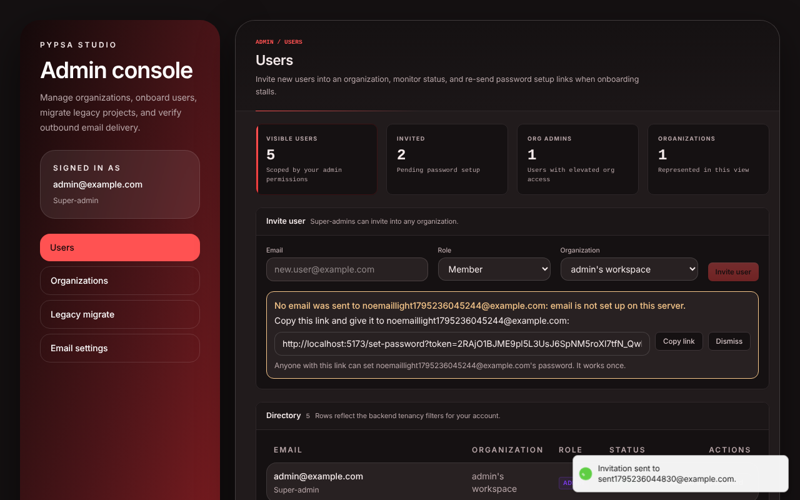 PYPSA STUDIO
Admin console
Manage organizations, onboard users,
migrate legacy projects, and verify
outbound email delivery.
SIGNED IN AS
admin@example.com
Super-admin
Users
Organizations
Legacy migrate
Email settings
ADMIN / USERS
Users
Invite new users into an organization, monitor status, and re-send password setup links when onboarding
stalls.
VISIBLE USERS
5
Scoped by your admin
permissions
INVITED
2
Pending password setup
ORG ADMINS
1
Users with elevated org
access
ORGANIZATIONS
1
Represented in this view
Invite user Super-admins can invite into any organization.
Email
Role
Organization
new.user@example.com
Member
admin's workspace
Invite user
No email was sent to noemaillight1795236045244@example.com: email is not set up on this server.
Copy this link and give it to noemaillight1795236045244@example.com:
http://localhost:5173/set-password?token=2RAjO1BJME9pl5L3UsJ6SpNM5roXl7tfN_Qw
Copy link
Dismiss
Anyone with this link can set noemaillight1795236045244@example.com's password. It works once.
Directory 5 Rows reflect the backend tenancy filters for your account.
EMAIL ORGANIZATION ROLE STATUS ACTIONS
admin@example.com
Super-admin
admin's
workspace
Invitation sent to
sent1795236044830@example.com.